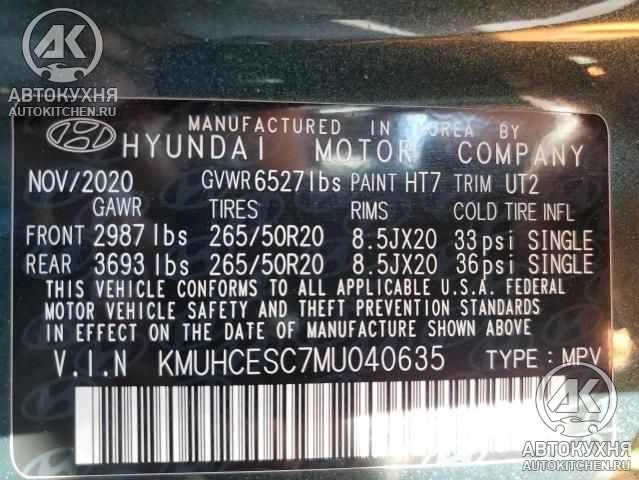 AK
АВТОКУХНЯ
AUTOKITCHEN.RU
MANUFACTURED IN KOREA BY
HYUNDAI MOTOR COMPANY
NOV/2020 GVWR 6527lbs PAINT HT7 TRIM UT2
GAWR TIRES RIMS COLD TIRE INFL
FRONT 2987lbs 265/50R20 8.5JX20 33psi SINGLE
REAR 3693lbs 265/50R20 8.5JX20 36psi SINGLE
THIS VEHICLE CONFORMS TO ALL APPLICABLE U.S.A. FEDERAL
MOTOR VEHICLE SAFETY AND THEFT PREVENTION STANDARDS
IN EFFECT ON THE DATE OF MANUFACTURE SHOWN ABOVE
V.I.N KMUHCESC7MU040635 TYPE : MPV
AK
АВТОКУХНЯ
AUTOKITCHEN.RU